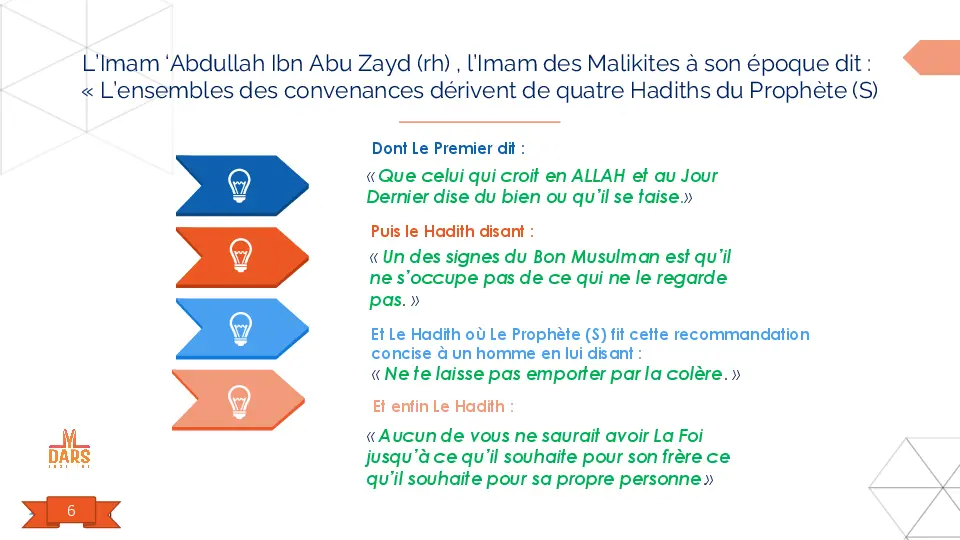 L'Imam 'Abdullah Ibn Abu Zayd (rh) , l'Imam des Malikites à son époque dit :
« L'ensembles des convenances dérivent de quatre Hadiths du Prophète (S)
Dont Le Premier dit :
« Que celui qui croit en ALLAH et au Jour
Dernier dise du bien ou qu'il se taise.»
Puis le Hadith disant :
« Un des signes du Bon Musulman est qu'il
ne s'occupe pas de ce qui ne le regarde
pas. »
Et Le Hadith où Le Prophète (S) fit cette recommandation
concise à un homme en lui disant :
« Ne te laisse pas emporter par la colère. »
Et enfin Le Hadith :
« Aucun de vous ne saurait avoir La Foi
jusqu'à ce qu'il souhaite pour son frère ce
qu'il souhaite pour sa propre personne.»
M
DARS
6